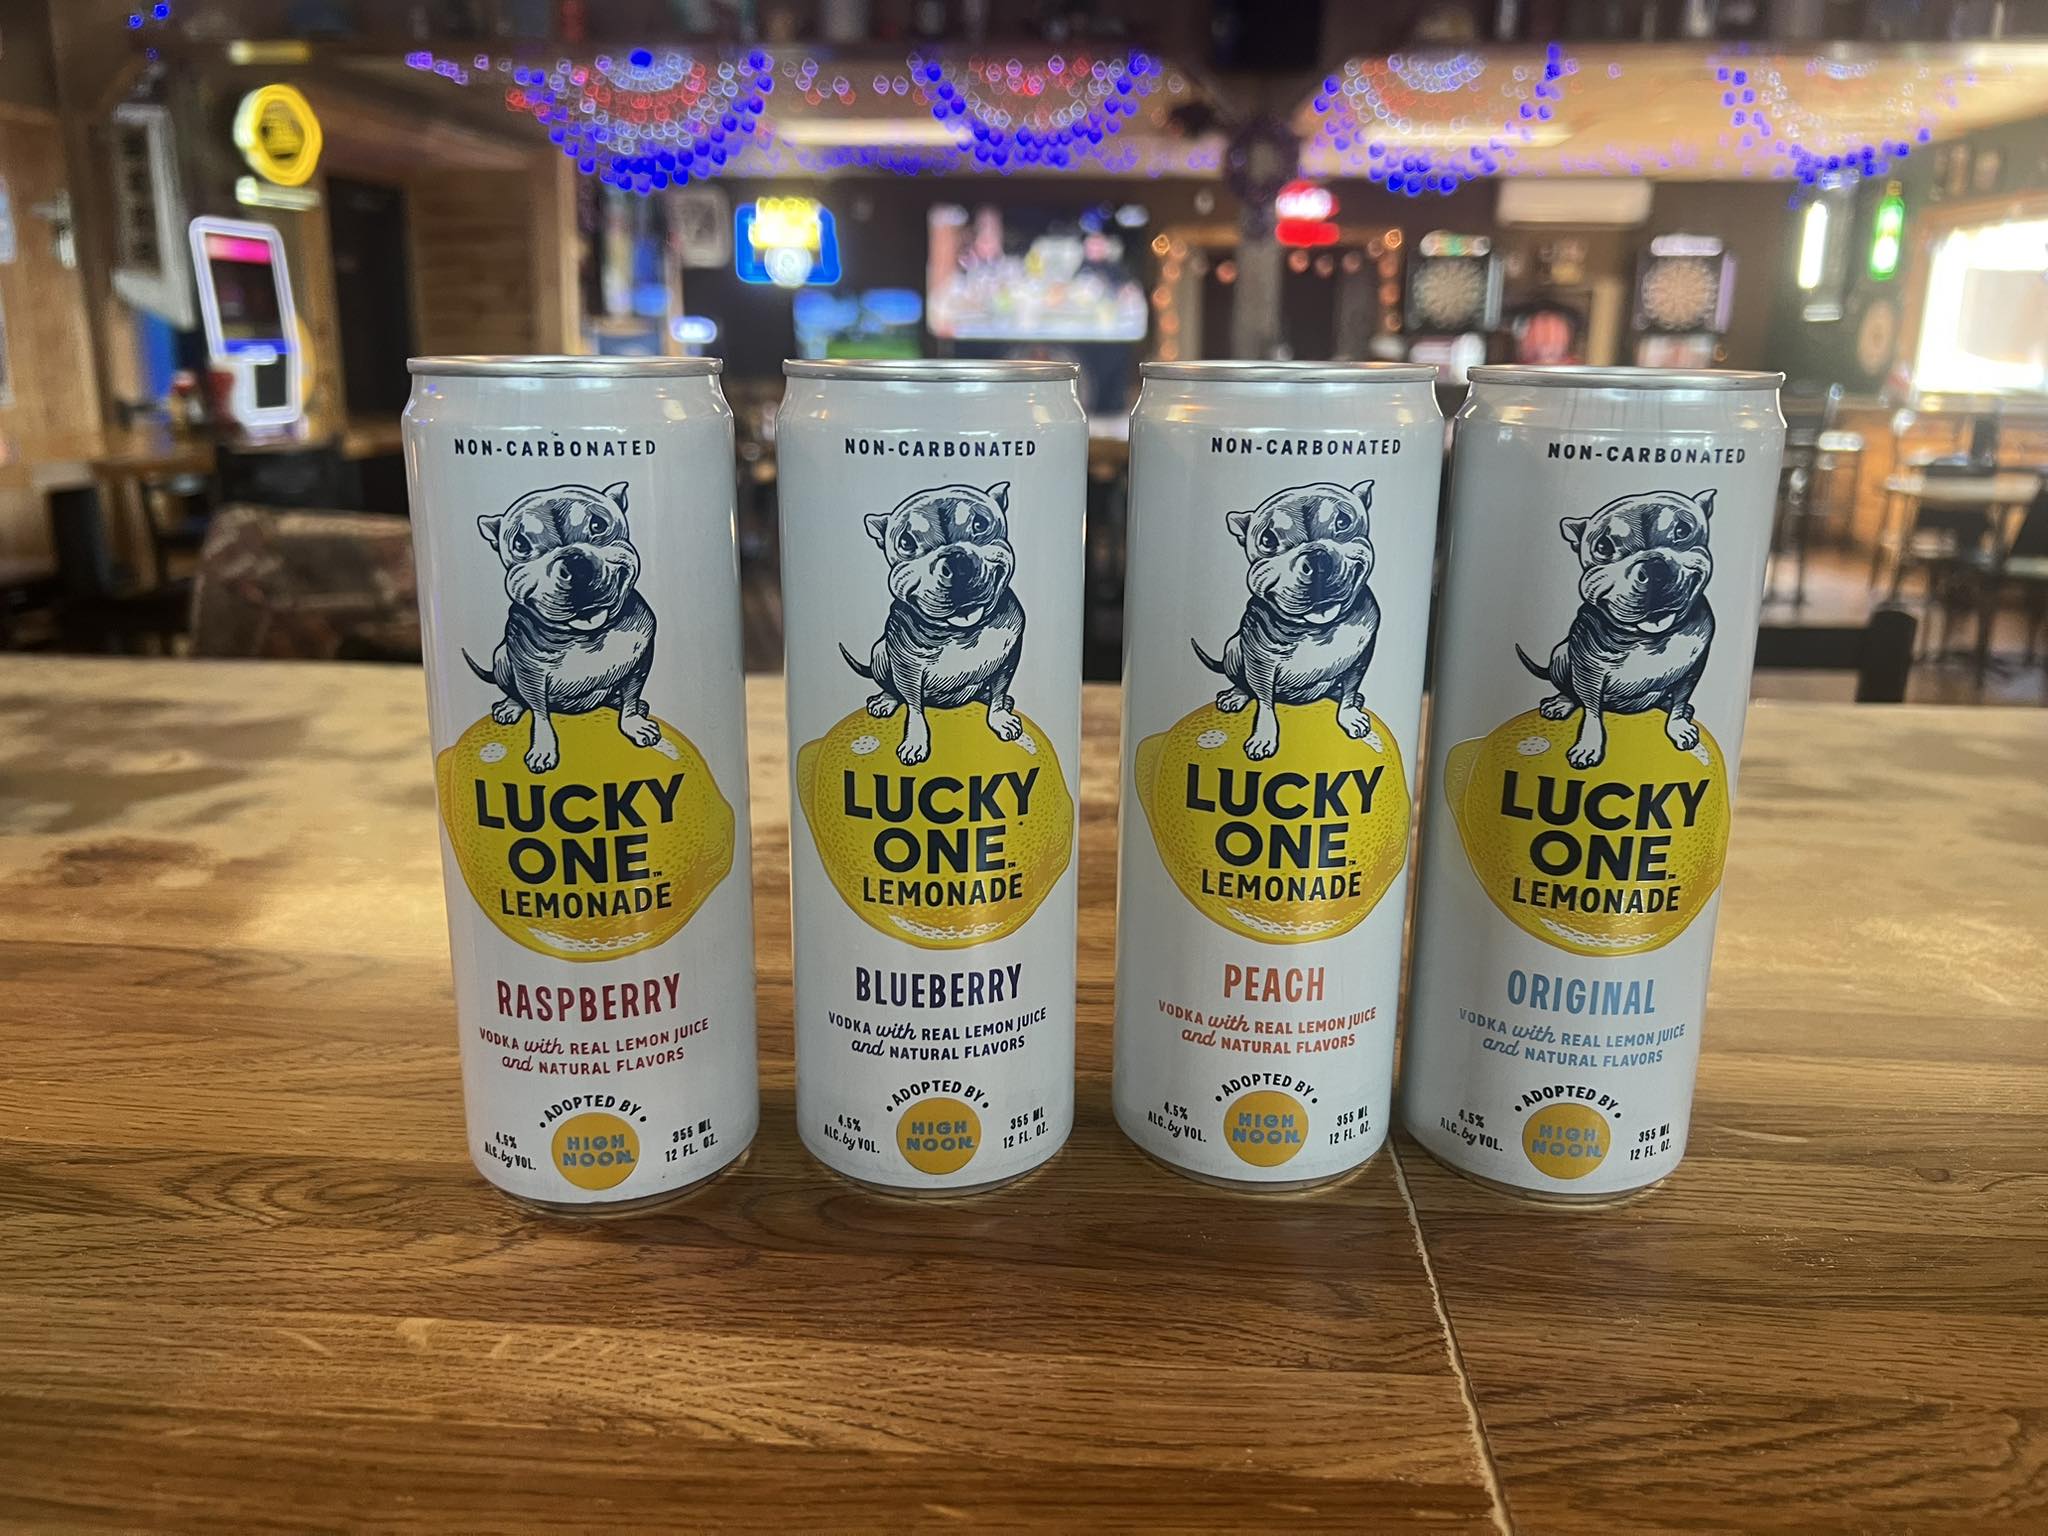 NON-CARBONATED
LUCKY
ONE™
LEMONADE
RASPBERRY
VODKA with REAL LEMON JUICE
and NATURAL FLAVORS
• ADOPTED BY •
HIGH
NOON
4.5%
ALC. by VOL.
355 ML
12 FL. OZ.
NON-CARBONATED
LUCKY
ONE™
LEMONADE
BLUEBERRY
VODKA with REAL LEMON JUICE
and NATURAL FLAVORS
• ADOPTED BY •
HIGH
NOON
4.5%
ALC. by VOL.
355 ML
12 FL. OZ.
NON-CARBONATED
LUCKY
ONE™
LEMONADE
PEACH
VODKA with REAL LEMON JUICE
and NATURAL FLAVORS
• ADOPTED BY •
HIGH
NOON
4.5%
ALC. by VOL.
355 ML
12 FL. OZ.
NON-CARBONATED
LUCKY
ONE™
LEMONADE
ORIGINAL
VODKA with REAL LEMON JUICE
and NATURAL FLAVORS
• ADOPTED BY •
HIGH
NOON
4.5%
ALC. by VOL.
355 ML
12 FL. OZ.